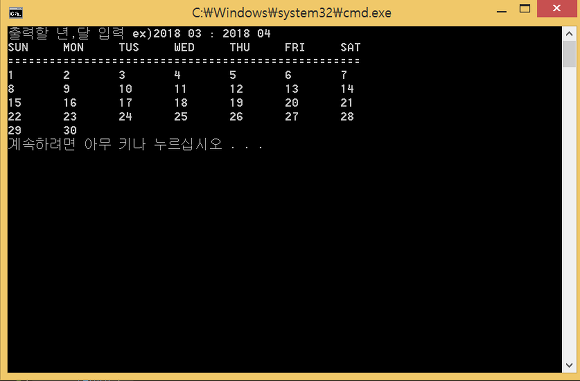 C:₩Windows₩system32₩cmd.exe
출력할 년,달 입력 ex)2018 03 : 2018 04
SUN MON TUS WED THU FRI SAT
---------------------------------------------------
1 2 3 4 5 6 7
8 9 10 11 12 13 14
15 16 17 18 19 20 21
22 23 24 25 26 27 28
29 30
계속하려면 아무 키나 누르십시오 . . .